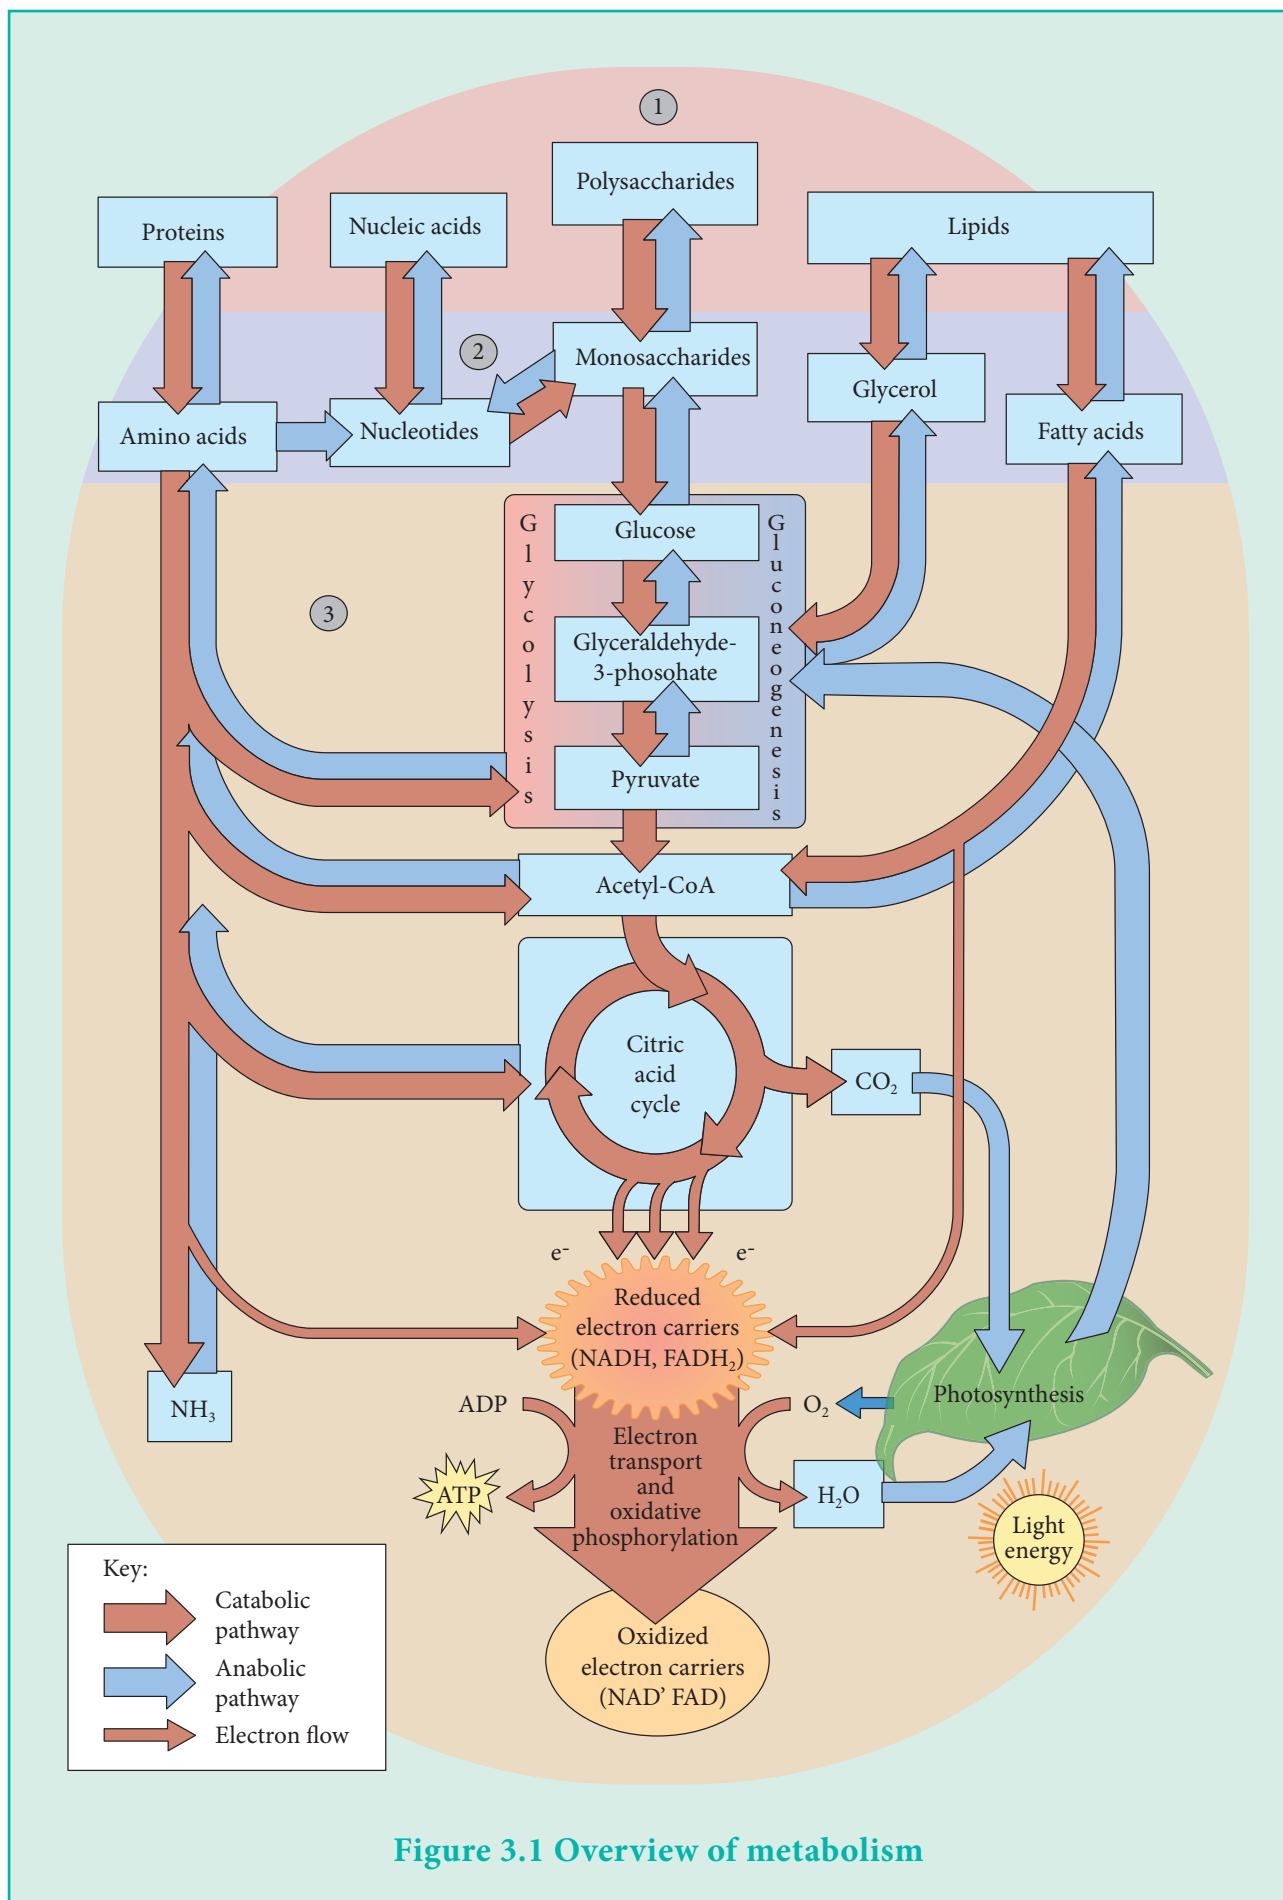 1
Polysaccharides
Proteins
Nucleic acids
Lipids
2
Monosaccharides
Glycerol
Amino acids
Nucleotides
Fatty acids
Glycolysis
Glucose
Gluconeogenesis
3
Glyceraldehyde-
3-phosohate
Pyruvate
Acetyl-CoA
Citric
acid
cycle
CO₂
e-
e-
Reduced
electron carriers
(NADH, FADH₂)
NH₃
ADP
O₂
Photosynthesis
Electron
transport
and
oxidative
phosphorylation
ATP
H₂O
Light
energy
Oxidized
electron carriers
(NAD’ FAD)
Key:
Catabolic
pathway
Anabolic
pathway
Electron flow
Figure 3.1 Overview of metabolism